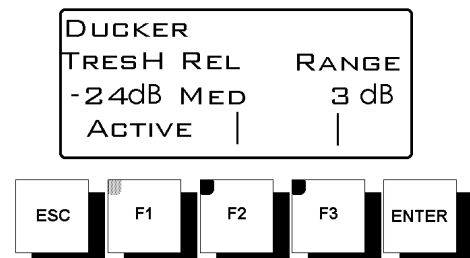 DUCKER
TRESH REL RANGE
-24dB MED 3 dB
ACTIVE
ESC F1 F2 F3 ENTER